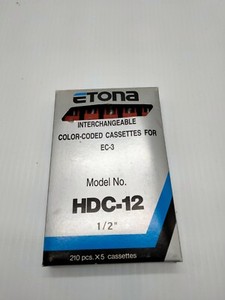 ETONA
INTERCHANGEABLE
COLOR-CODED CASSETTES FOR
EC-3
Model No.
HDC-12
1/2"
210 pcs. X 5 cassettes